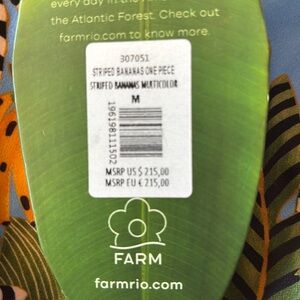 every day in the
the Atlantic Forest. Check out
farmrio.com to know more.
307051
STRIPED BANANAS ONE PIECE
STRIPED BANANAS MULTICOLOR
M
196198111502
MSRP US $ 215,00
MSRP EU € 215,00
FARM
farmrio.com